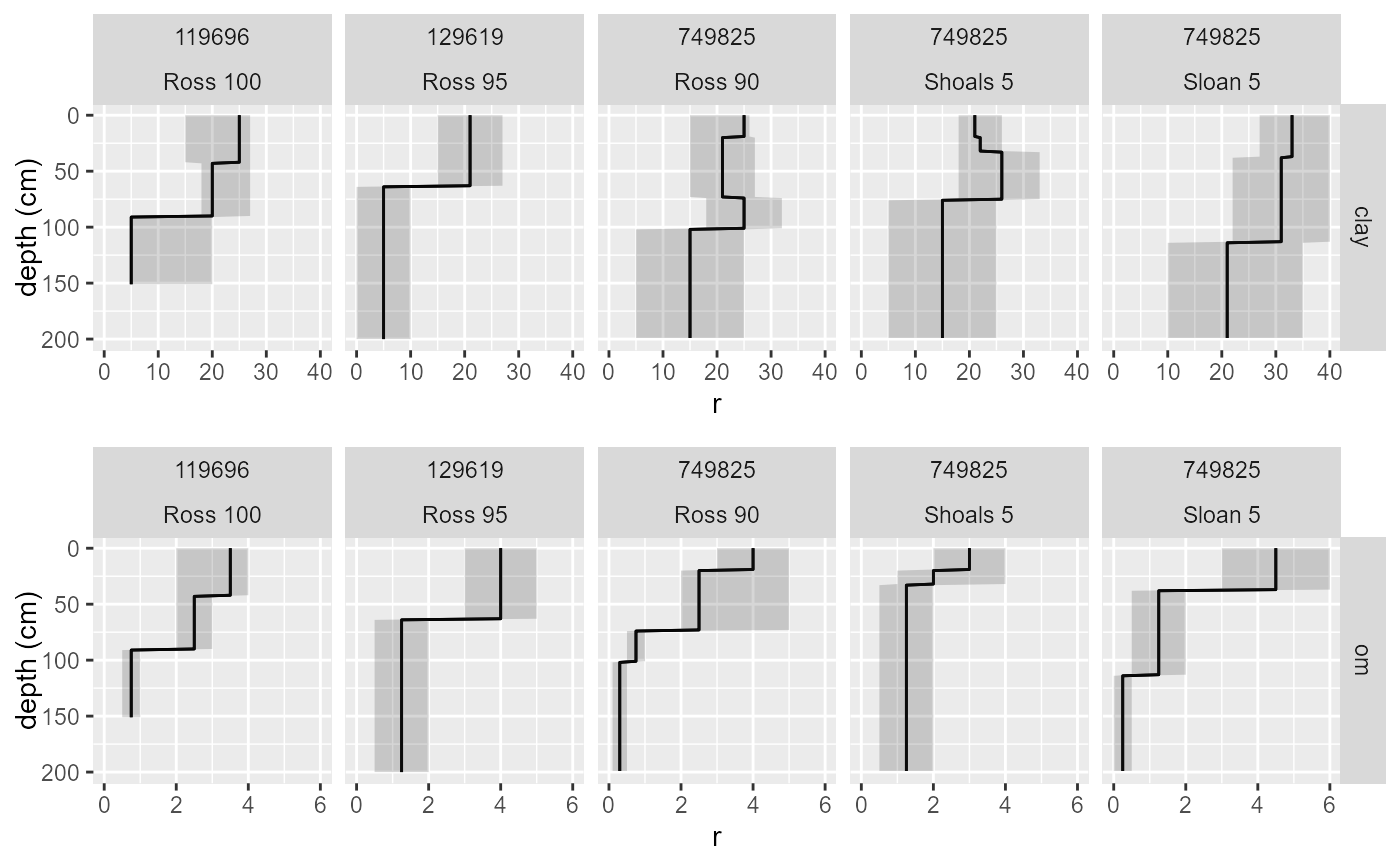 119696 129619 749825 749825 749825
Ross 100 Ross 95 Ross 90 Shoals 5 Sloan 5
0
50
100
150
200
depth (cm)
clay
0 10 20 30 40 0 10 20 30 40 0 10 20 30 40 0 10 20 30 40 0 10 20 30 40
r
119696 129619 749825 749825 749825
Ross 100 Ross 95 Ross 90 Shoals 5 Sloan 5
0
50
100
150
200
depth (cm)
om
0 2 4 6 0 2 4 6 0 2 4 6 0 2 4 6 0 2 4 6
r